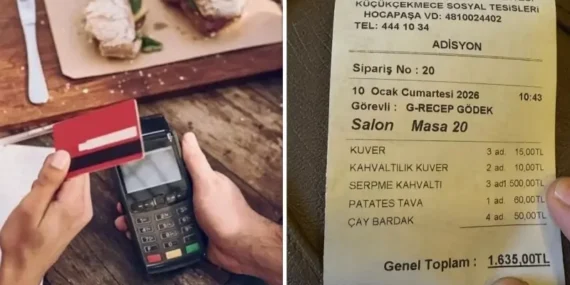 KÜÇÜKÇEKMECE SOSYAL TESİSLERİ
HOCAPAŞA VD: 4810024402
TEL: 444 10 34
ADİSYON
Sipariş No : 20
10 Ocak Cumartesi 2026 10:43
Görevli : G-RECEP GÖDEK
Salon Masa 20
KUVER 3 ad. 15,00TL
KAHVALTILIK KUVER 2 ad. 10,00TL
SERPME KAHVALTI 3 ad1 500,00TL
PATATES TAVA 1 ad. 60,00TL
ÇAY BARDAK 4 ad. 50,00TL
Genel Toplam : 1.635,00TL